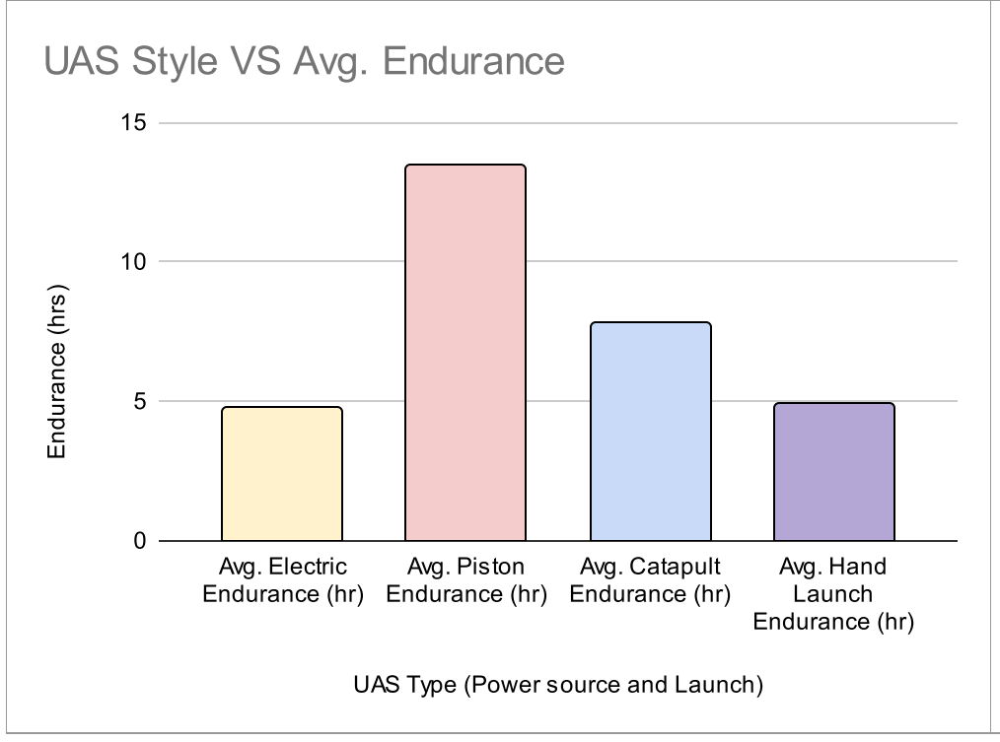 UAS Style VS Avg. Endurance
15
10
5
0
Endurance (hrs)
Avg. Electric
Endurance (hr)
Avg. Piston
Endurance (hr)
Avg. Catapult
Endurance (hr)
Avg. Hand
Launch
Endurance (hr)
UAS Type (Power source and Launch)